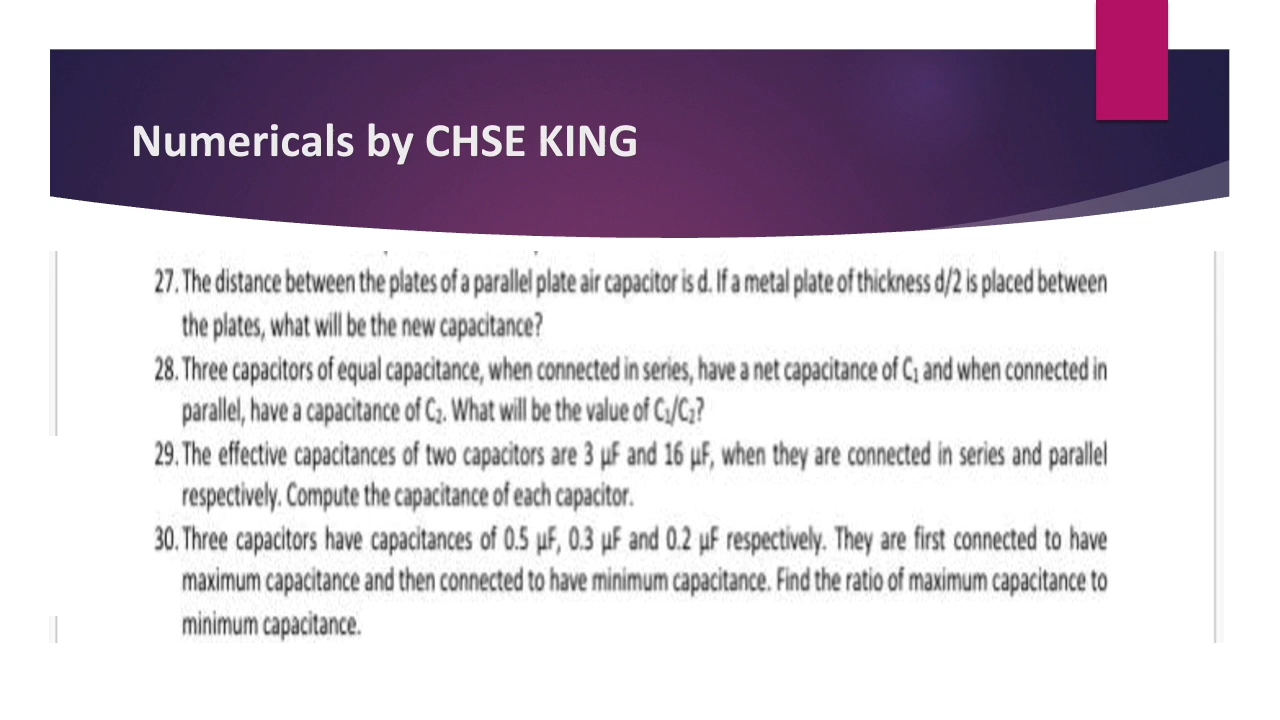 Numericals by CHSE KING
27. The distance between the plates of a parallel plate air capacitor is d. If a metal plate of thickness d/2 is placed between
the plates, what will be the new capacitance?
28. Three capacitors of equal capacitance, when connected in series, have a net capacitance of C₁ and when connected in
parallel, have a capacitance of C₂. What will be the value of C₁/C₂?
29. The effective capacitances of two capacitors are 3 μF and 16 μF, when they are connected in series and parallel
respectively. Compute the capacitance of each capacitor.
30. Three capacitors have capacitances of 0.5 μF, 0.3 μF and 0.2 μF respectively. They are first connected to have
maximum capacitance and then connected to have minimum capacitance. Find the ratio of maximum capacitance to
minimum capacitance.